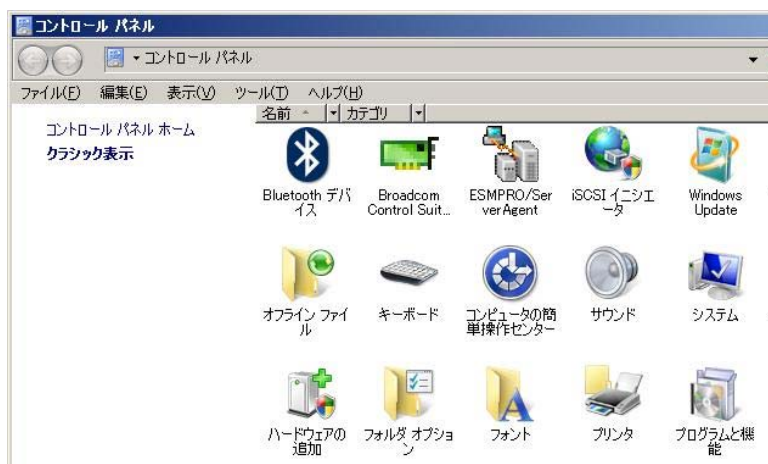 コントロール パネル
コントロール パネル
ファイル(F) 編集(E) 表示(V) ツール(T) ヘルプ(H)
コントロール パネル ホーム
クラシック表示
名前 カテゴリ
Bluetooth デバ
イス
Broadcom
Control Suit...
ESMPRO/Ser
verAgent
iSCSI イニシエ
ータ
Windows
Update
オフライン ファイ
ル
キーボード
コンピュータの簡
単操作センター
サウンド
システム
ハードウェアの
追加
フォルダ オプショ
ン
フォント
プリンタ
プログラムと機
能